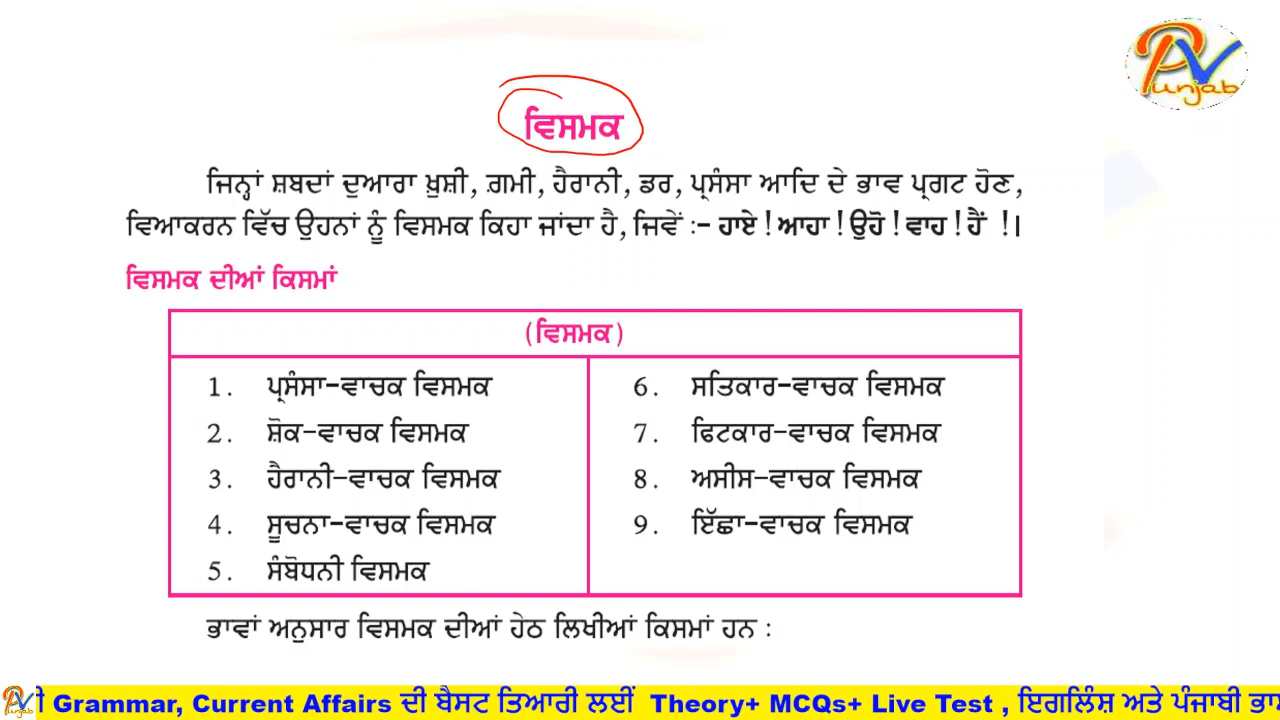 PV Punjab
ਵਿਸਮਕ
ਜਿਨ੍ਹਾਂ ਸ਼ਬਦਾਂ ਦੁਆਰਾ ਖ਼ੁਸ਼ੀ, ਗ਼ਮੀ, ਹੈਰਾਨੀ, ਡਰ, ਪ੍ਰਸੰਸਾ ਆਦਿ ਦੇ ਭਾਵ ਪ੍ਰਗਟ ਹੋਣ,
ਵਿਆਕਰਨ ਵਿੱਚ ਉਹਨਾਂ ਨੂੰ ਵਿਸਮਕ ਕਿਹਾ ਜਾਂਦਾ ਹੈ, ਜਿਵੇਂ :- ਹਾਏ ! ਆਹਾ ! ਉਹੋ ! ਵਾਹ ! ਹੈਂ !।
ਵਿਸਮਕ ਦੀਆਂ ਕਿਸਮਾਂ
(ਵਿਸਮਕ)
1. ਪ੍ਰਸੰਸਾ-ਵਾਚਕ ਵਿਸਮਕ
2. ਸ਼ੋਕ-ਵਾਚਕ ਵਿਸਮਕ
3. ਹੈਰਾਨੀ-ਵਾਚਕ ਵਿਸਮਕ
4. ਸੂਚਨਾ-ਵਾਚਕ ਵਿਸਮਕ
5. ਸੰਬੋਧਨੀ ਵਿਸਮਕ
6. ਸਤਿਕਾਰ-ਵਾਚਕ ਵਿਸਮਕ
7. ਫਿਟਕਾਰ-ਵਾਚਕ ਵਿਸਮਕ
8. ਅਸੀਸ-ਵਾਚਕ ਵਿਸਮਕ
9. ਇੱਛਾ-ਵਾਚਕ ਵਿਸਮਕ
ਭਾਵਾਂ ਅਨੁਸਾਰ ਵਿਸਮਕ ਦੀਆਂ ਹੇਠ ਲਿਖੀਆਂ ਕਿਸਮਾਂ ਹਨ :
Grammar, Current Affairs ਦੀ ਬੈਸਟ ਤਿਆਰੀ ਲਈਂ Theory+ MCQs+ Live Test , ਇਗਲਿੰਸ਼ ਅਤੇ ਪੰਜਾਬੀ